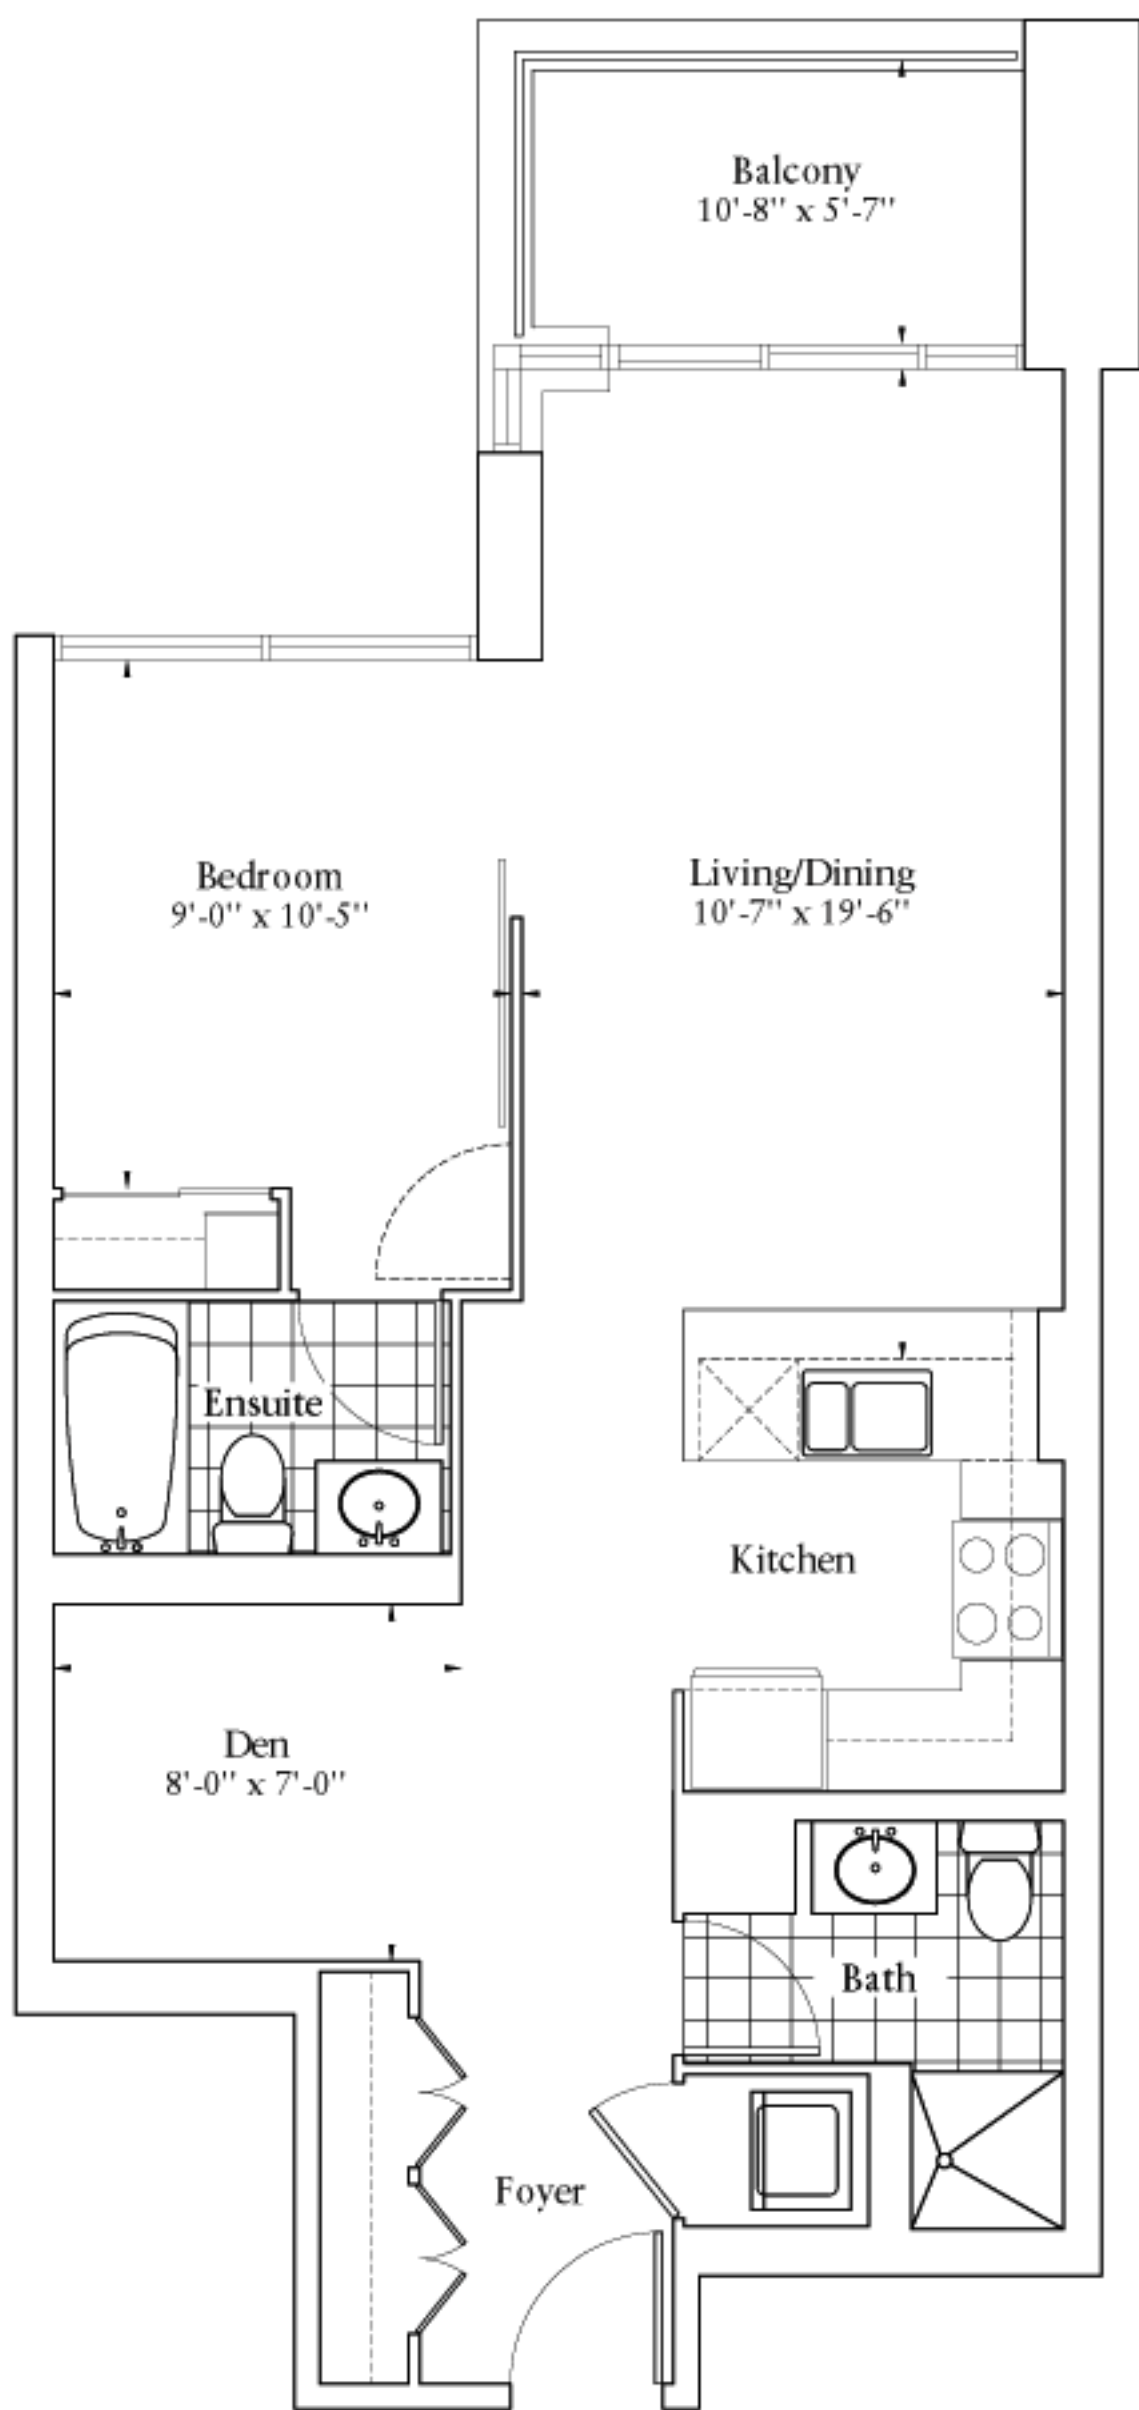 Balcony
10'-8" x 5'-7"
Bedroom
9'-0" x 10'-5"
Living/Dining
10'-7" x 19'-6"
Ensuite
Kitchen
Den
8'-0" x 7'-0"
Bath
Foyer